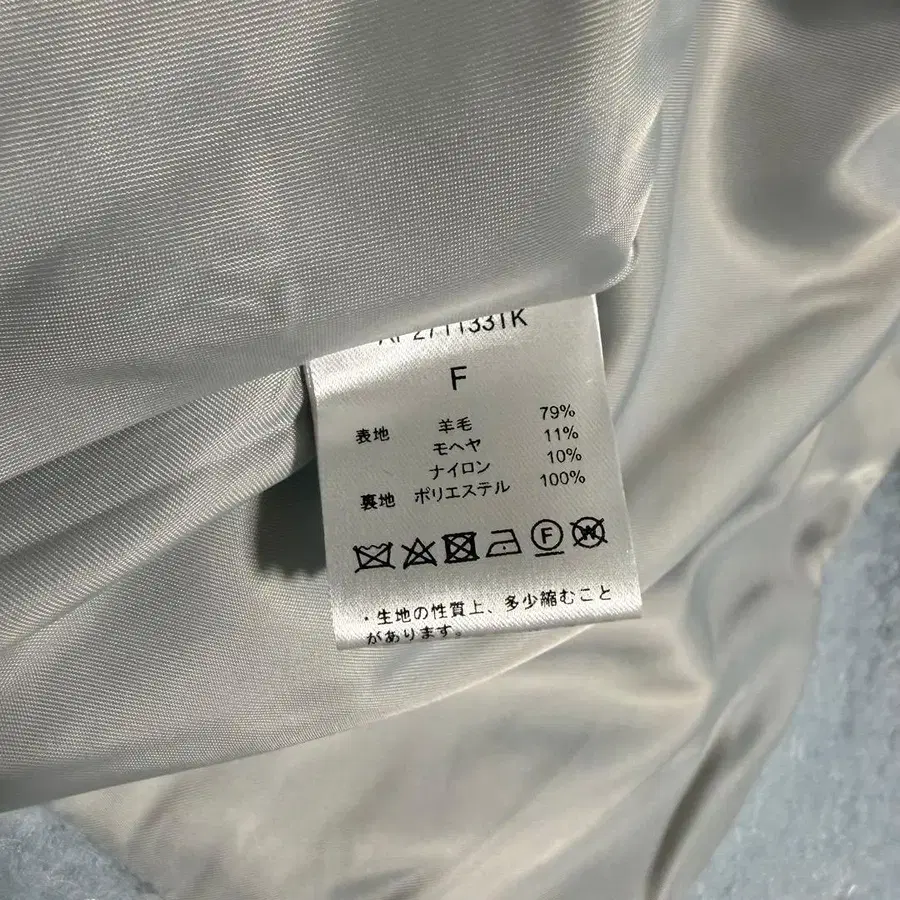 F
表地 羊毛 79%
モヘヤ 11%
ナイロン 10%
裏地 ポリエステル 100%
・生地の性質上、多少縮むこと
があります。